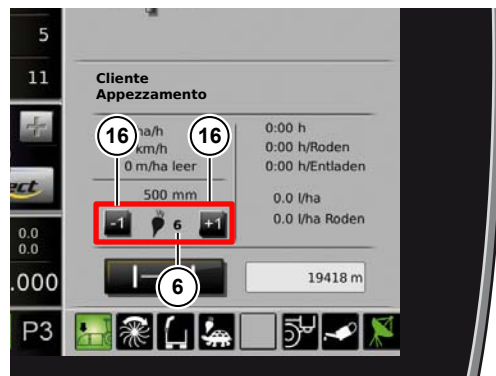 5
11
Cliente
Appezzamento
ha/h
km/h
0 m/ha leer
0:00 h
0:00 h/Roden
0:00 h/Entladen
16
16
500 mm
0.0 l/ha
0.0 l/ha Roden
-1
6
+1
6
0.0
0.0
.000
19418 m
P3